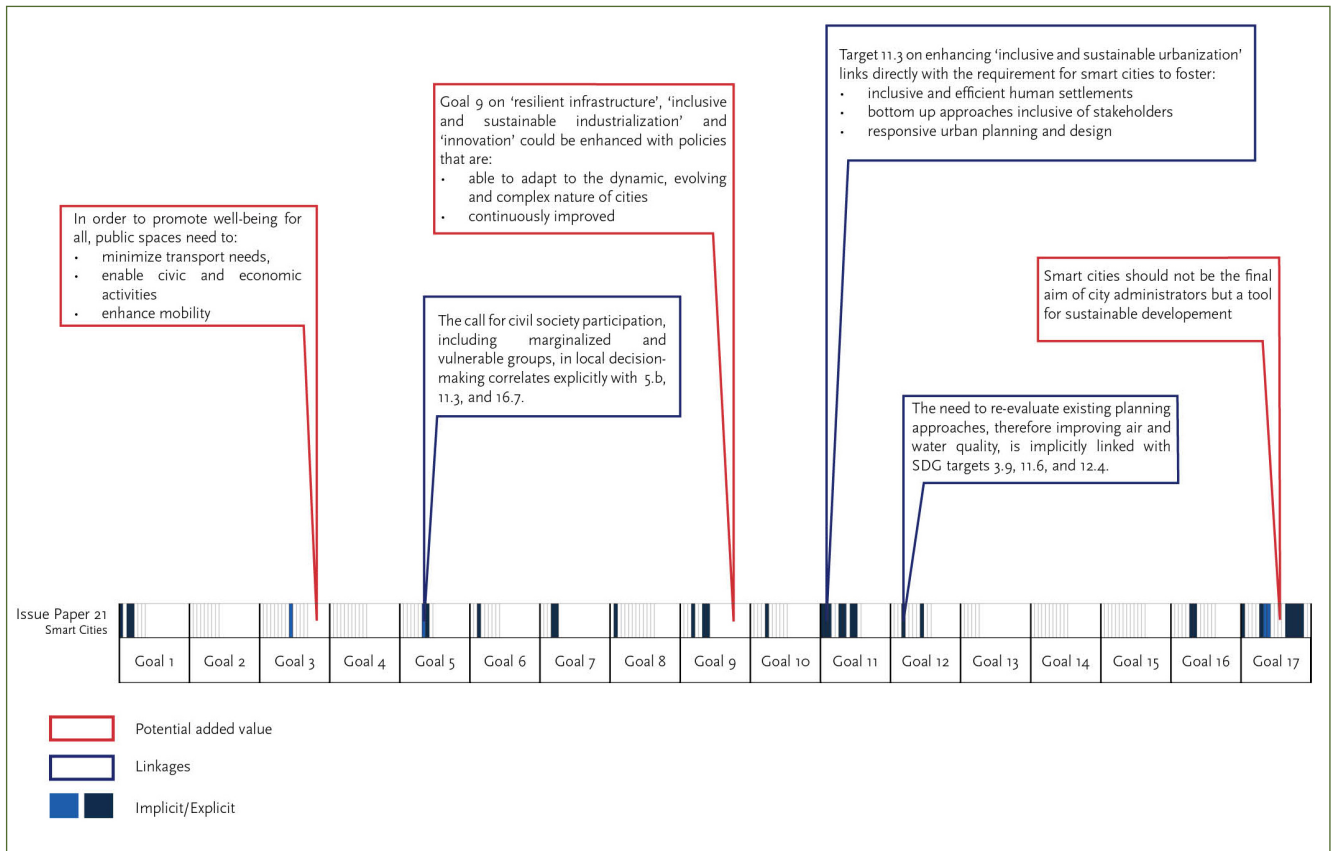 Target 11.3 on enhancing ‘inclusive and sustainable urbanization’
links directly with the requirement for smart cities to foster:
• inclusive and efficient human settlements
• bottom up approaches inclusive of stakeholders
• responsive urban planning and design
Goal 9 on ‘resilient infrastructure’, ‘inclusive
and sustainable industrialization’ and
‘innovation’ could be enhanced with policies
that are:
• able to adapt to the dynamic, evolving
and complex nature of cities
• continuously improved
In order to promote well-being for
all, public spaces need to:
• minimize transport needs,
• enable civic and economic
activities
• enhance mobility
Smart cities should not be the final
aim of city administrators but a tool
for sustainable developement
The call for civil society participation,
including marginalized and
vulnerable groups, in local decision-
making correlates explicitly with 5.b,
11.3, and 16.7.
The need to re-evaluate existing planning
approaches, therefore improving air and
water quality, is implicitly linked with
SDG targets 3.9, 11.6, and 12.4.
Issue Paper 21
Smart Cities
Goal 1 Goal 2 Goal 3 Goal 4 Goal 5 Goal 6 Goal 7 Goal 8 Goal 9 Goal 10 Goal 11 Goal 12 Goal 13 Goal 14 Goal 15 Goal 16 Goal 17
Potential added value
Linkages
Implicit/Explicit